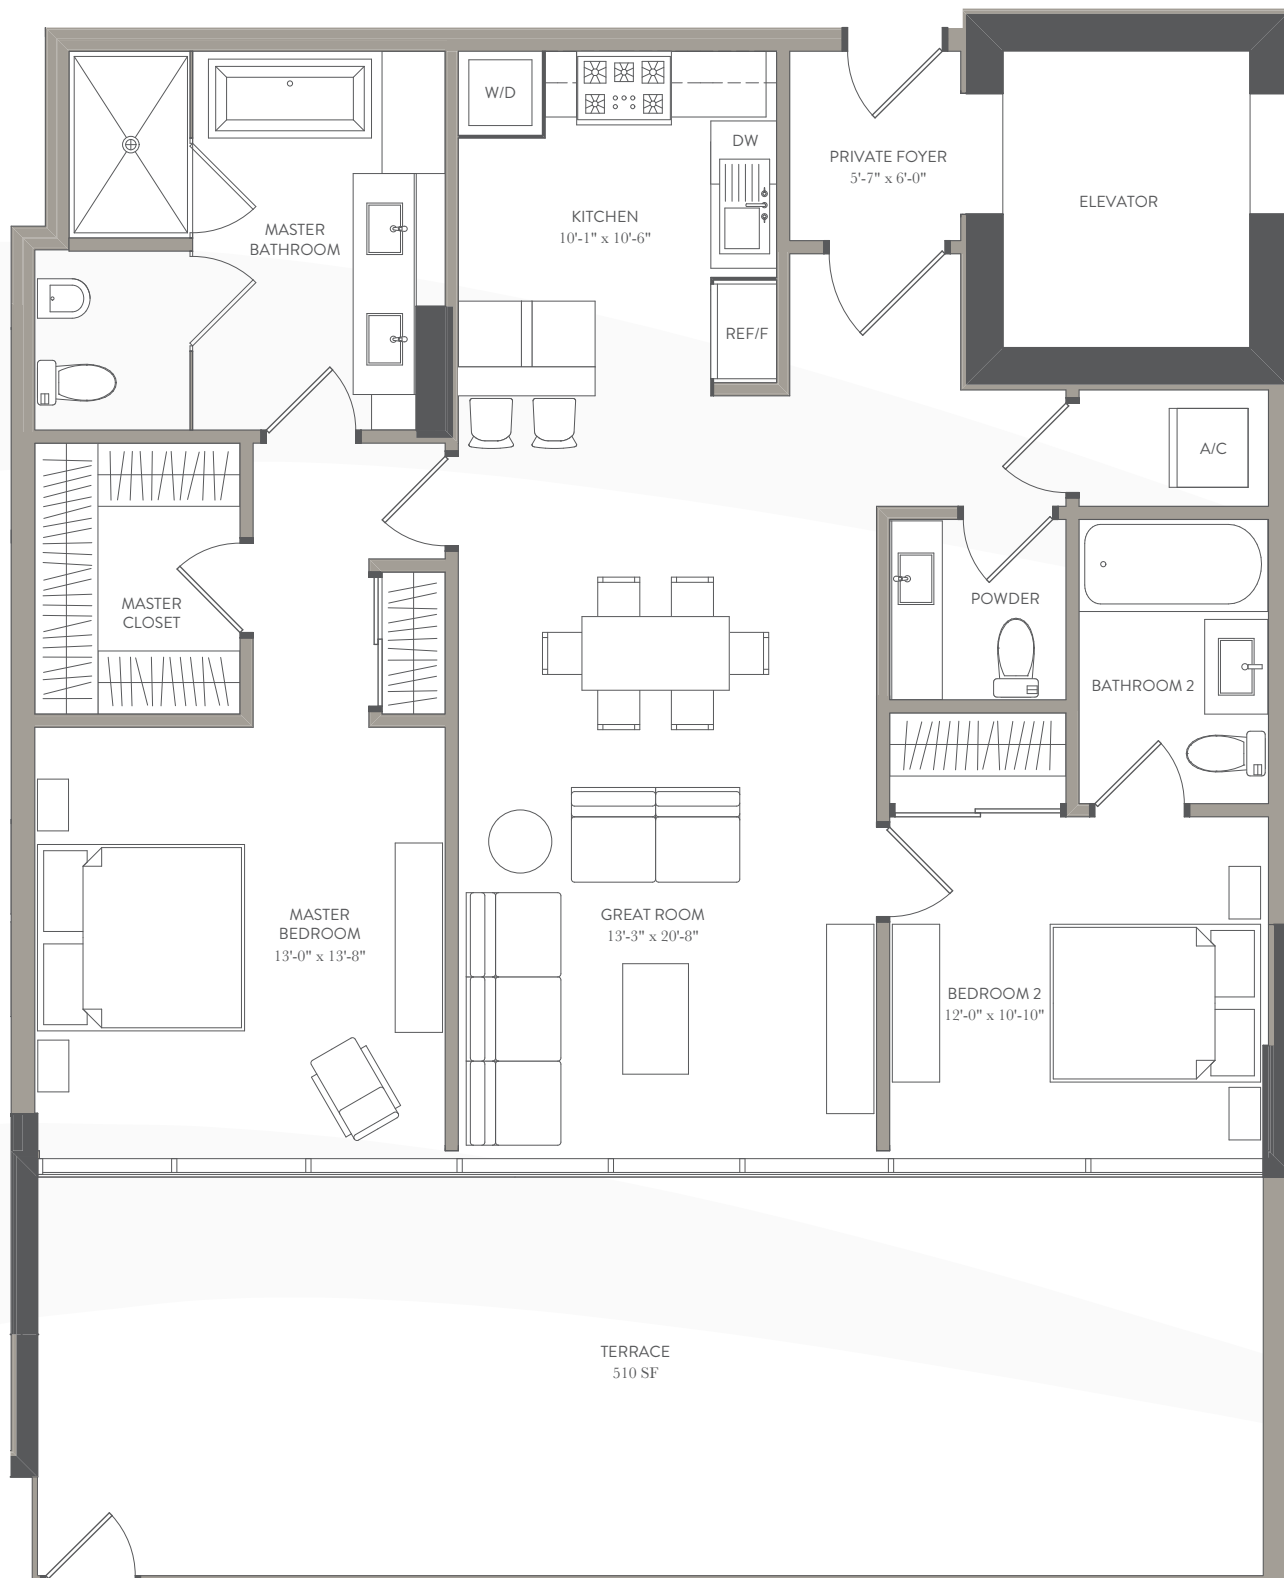 W/D
DW
PRIVATE FOYER
5'-7" x 6'-0"
ELEVATOR
KITCHEN
10'-1" x 10'-6"
MASTER
BATHROOM
REF/F
A/C
MASTER
CLOSET
POWDER
BATHROOM 2
MASTER
BEDROOM
13'-0" x 13'-8"
GREAT ROOM
13'-3" x 20'-8"
BEDROOM 2
12'-0" x 10'-10"
TERRACE
510 SF